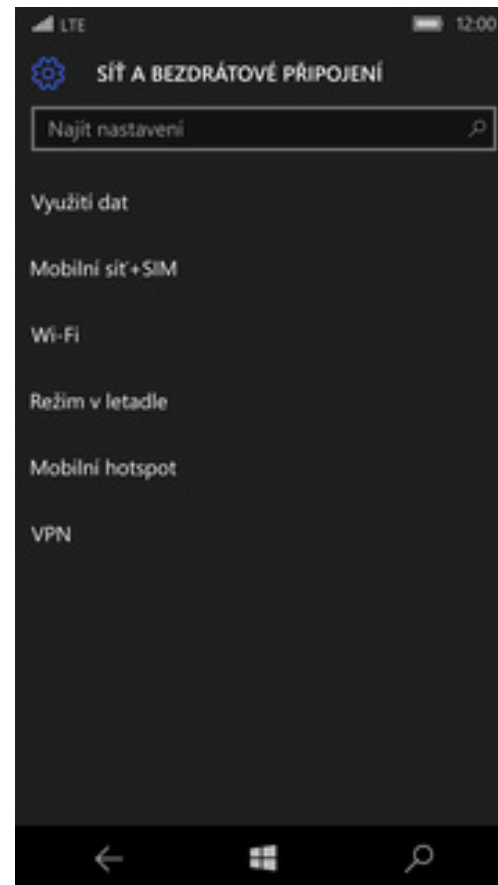 LTE 12:00
SÍŤ A BEZDRÁTOVÉ PŘIPOJENÍ
Najít nastavení
Využití dat
Mobilní síť+SIM
Wi-Fi
Režim v letadle
Mobilní hotspot
VPN